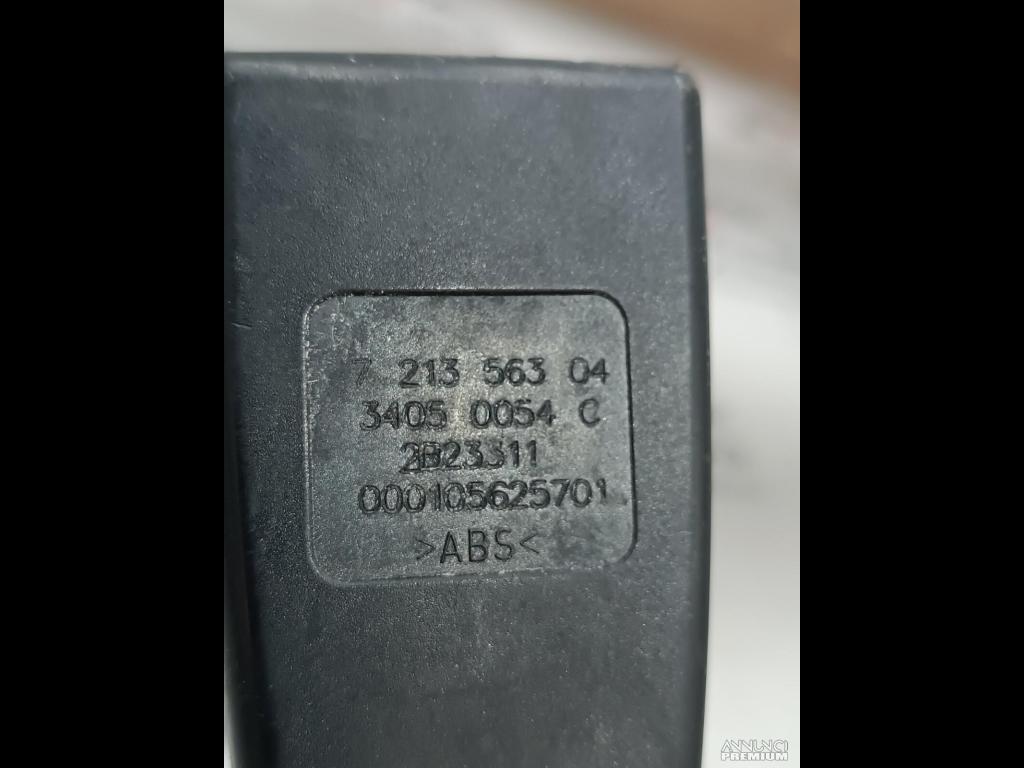 7 213 563 04
3405 0054 C
2B23311
000105625701
>ABS<
ANNUNCI
PREMIUM